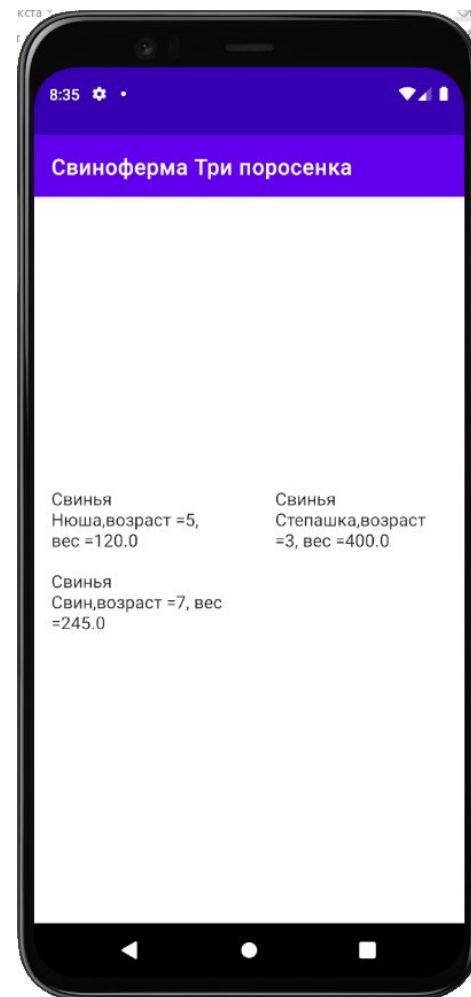 кста
г
8:35
Свиноферма Три поросенка
Свинья
Нюша,возраст =5,
вес =120.0
Свинья
Степашка,возраст
=3, вес =400.0
Свинья
Свин,возраст =7, вес
=245.0